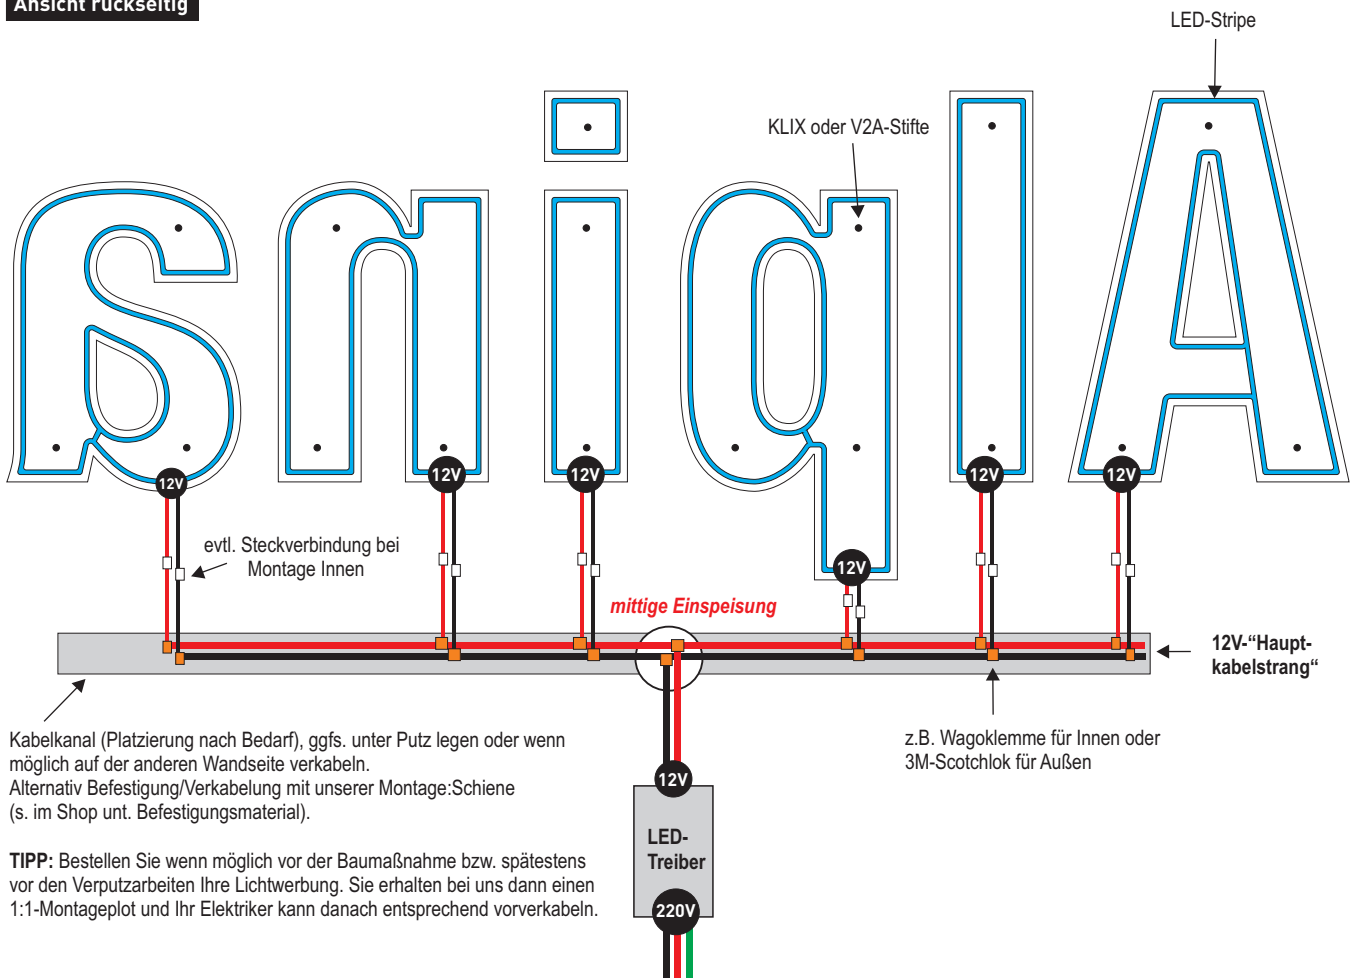 Ansicht rückseitig
LED-Stripe
KLIX oder V2A-Stifte
Alpina
12V
12V
12V
12V
12V
12V
evtl. Steckverbindung bei
Montage Innen
mittige Einspeisung
12V-“Haupt-
kabelstrang“
Kabelkanal (Platzierung nach Bedarf), ggfs. unter Putz legen oder wenn
möglich auf der anderen Wandseite verkabeln.
Alternativ Befestigung/Verkabelung mit unserer Montage:Schiene
(s. im Shop unt. Befestigungsmaterial).
z.B. Wagoklemme für Innen oder
3M-Scotchlok für Außen
12V
LED-
Treiber
220V
TIPP: Bestellen Sie wenn möglich vor der Baumaßnahme bzw. spätestens
vor den Verputzarbeiten Ihre Lichtwerbung. Sie erhalten bei uns dann einen
1:1-Montageplot und Ihr Elektriker kann danach entsprechend vorverkabeln.